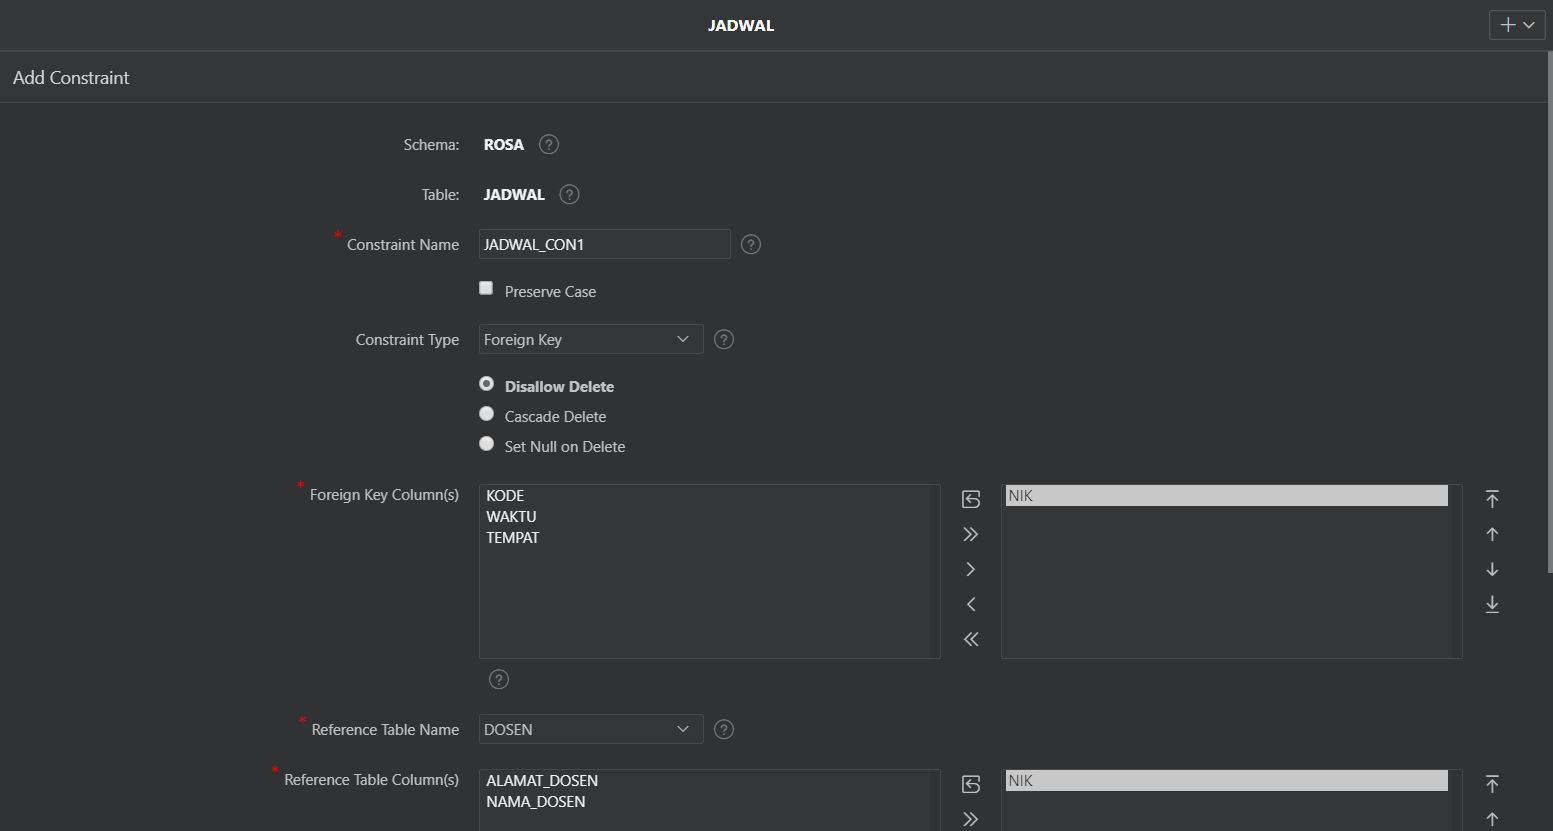 JADWAL
Add Constraint
Schema: ROSA
Table: JADWAL
* Constraint Name JADWAL_CON1
Preserve Case
Constraint Type Foreign Key
Disallow Delete
Cascade Delete
Set Null on Delete
* Foreign Key Column(s) KODE NIK
WAKTU
TEMPAT
* Reference Table Name DOSEN
* Reference Table Column(s) ALAMAT_DOSEN NIK
NAMA_DOSEN